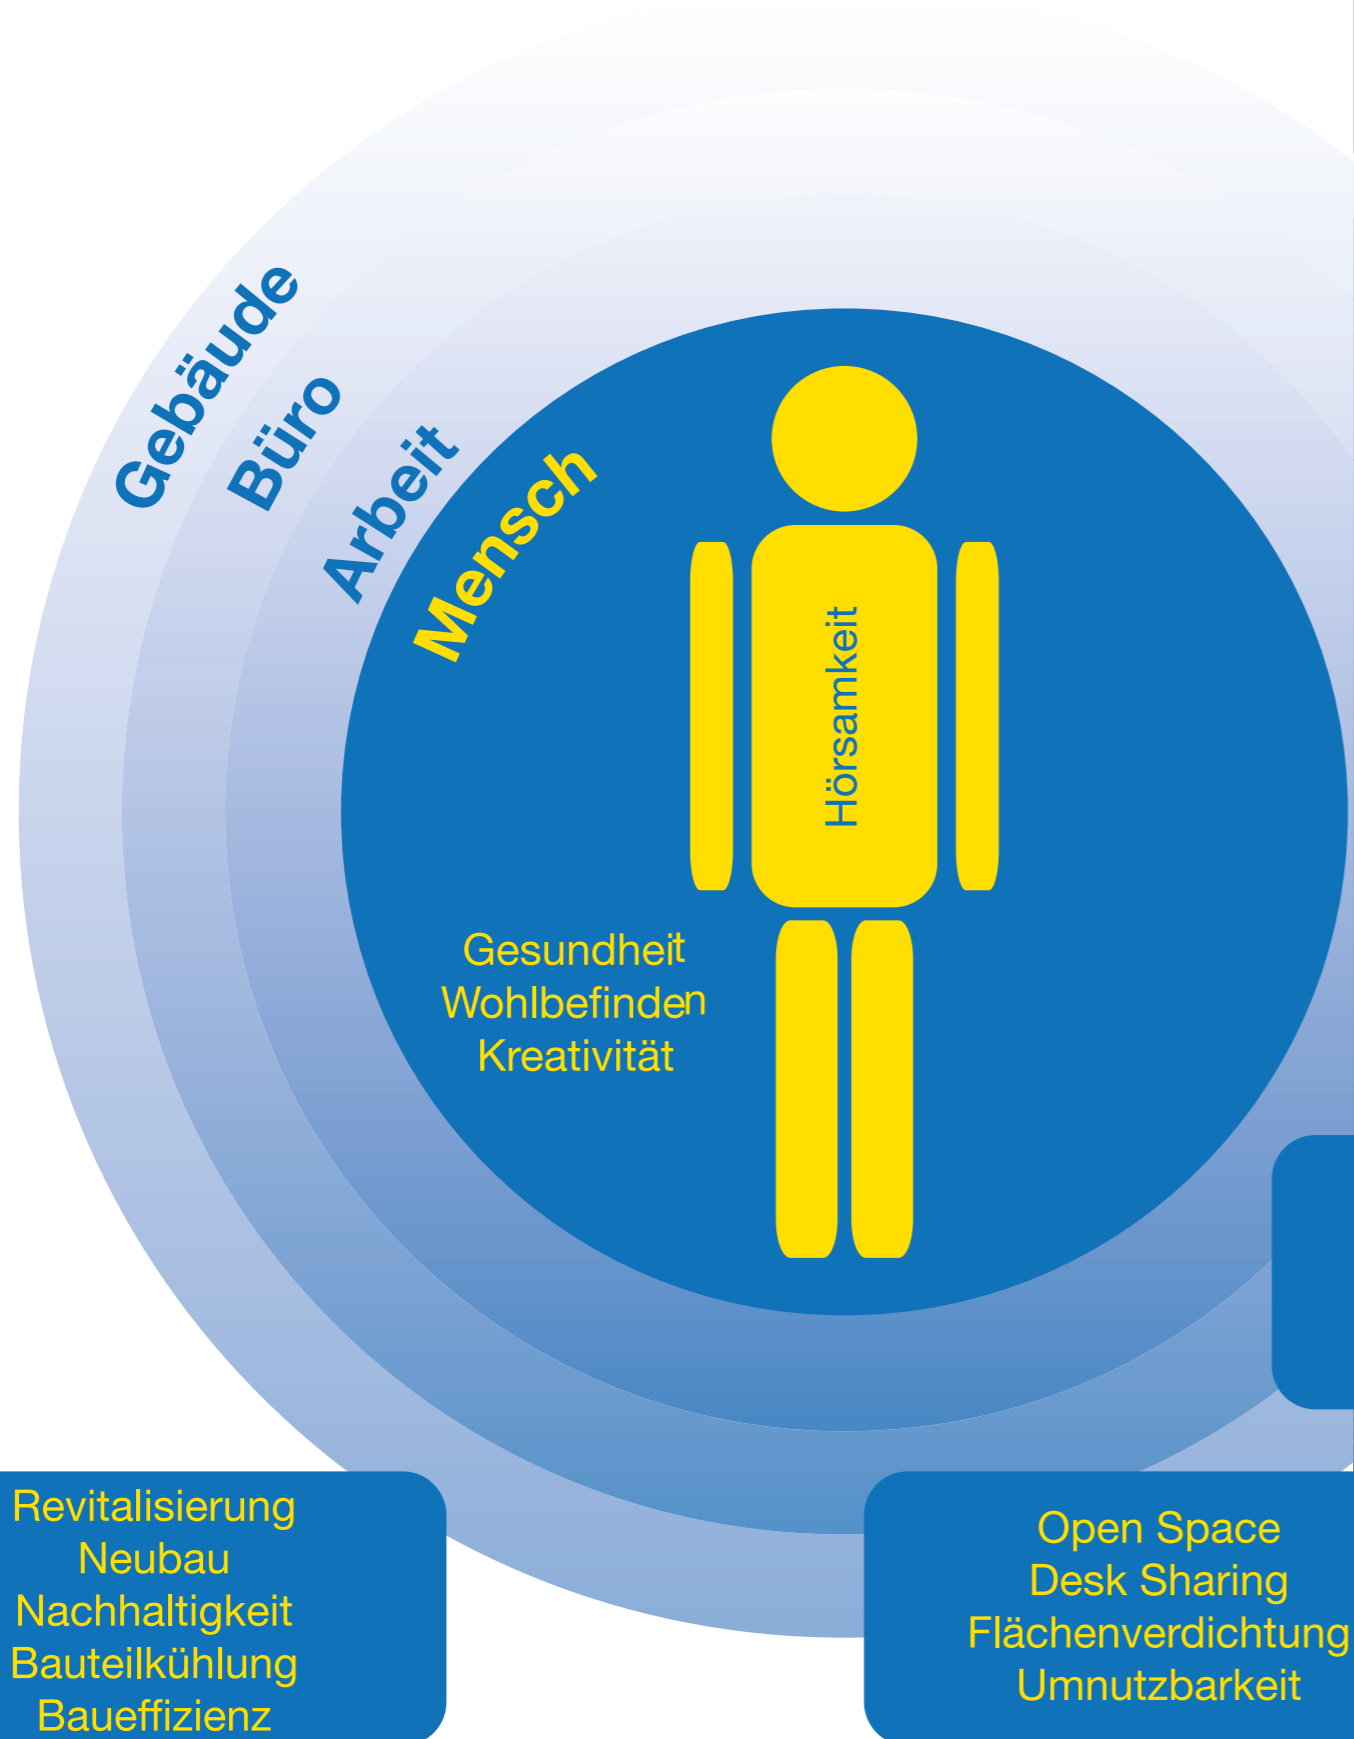 Gebäude
Büro
Arbeit
Mensch
Hörsamkeit
Gesundheit
Wohlbefinden
Kreativität
Revitalisierung
Neubau
Nachhaltigkeit
Bauteilkühlung
Baueffizienz
Open Space
Desk Sharing
Flächenverdichtung
Umnutzbarkeit